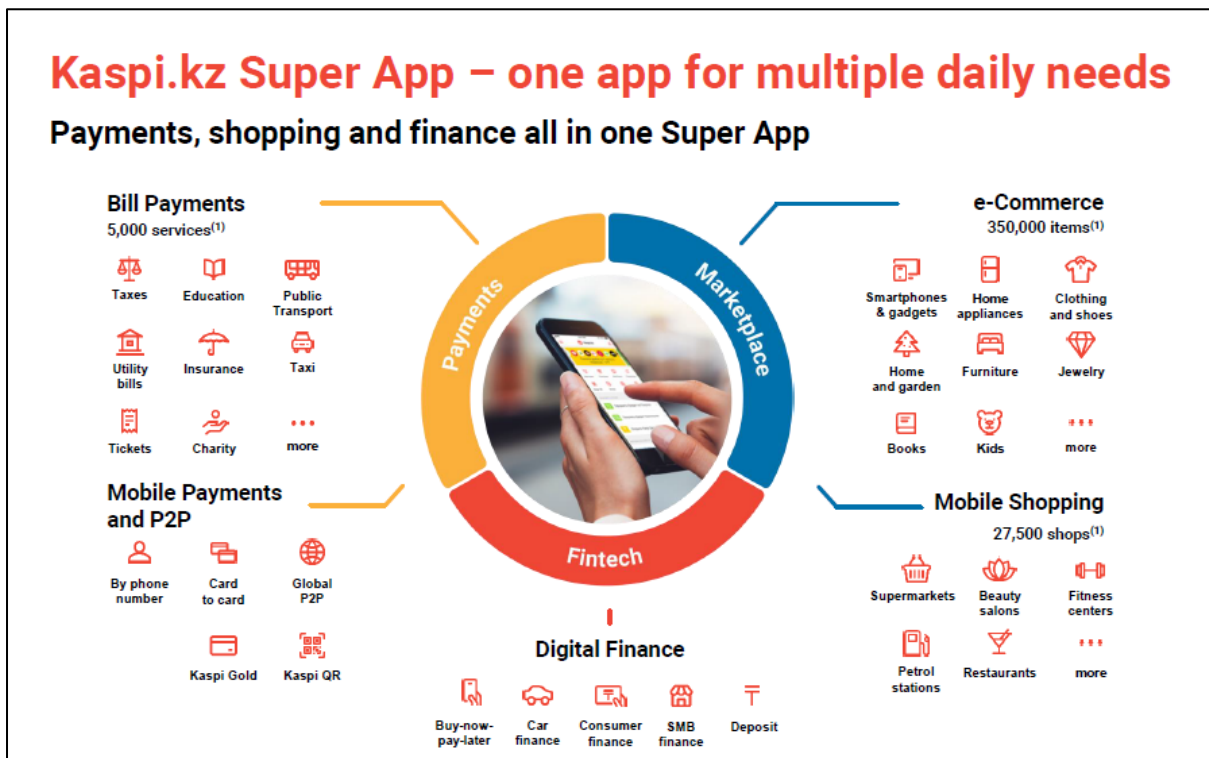 Kaspi.kz Super App – one app for multiple daily needs
Payments, shopping and finance all in one Super App
Bill Payments
5,000 services(1)
Taxes
Education
Public
Transport
Utility
bills
Insurance
Taxi
Tickets
Charity
more
Mobile Payments
and P2P
By phone
number
Card
to card
Global
P2P
Kaspi Gold
Kaspi QR
Payments
Marketplace
Fintech
Digital Finance
Buy-now-
pay-later
Car
finance
Consumer
finance
SMB
finance
Deposit
e-Commerce
350,000 items(1)
Smartphones
& gadgets
Home
appliances
Clothing
and shoes
Home
and garden
Furniture
Jewelry
Books
Kids
more
Mobile Shopping
27,500 shops(1)
Supermarkets
Beauty
salons
Fitness
centers
Petrol
stations
Restaurants
more